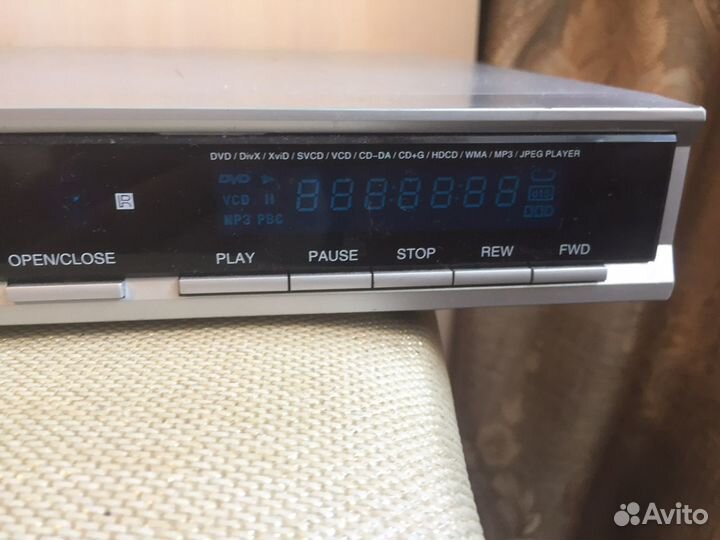 DVD / DivX / XviD / SVCD / VCD / CD-DA / CD+G / HDCD / WMA / MP3 / JPEG PLAYER
DVD
VCD
dts
MP3 PBC
R
OPEN/CLOSE PLAY PAUSE STOP REW FWD
Avito